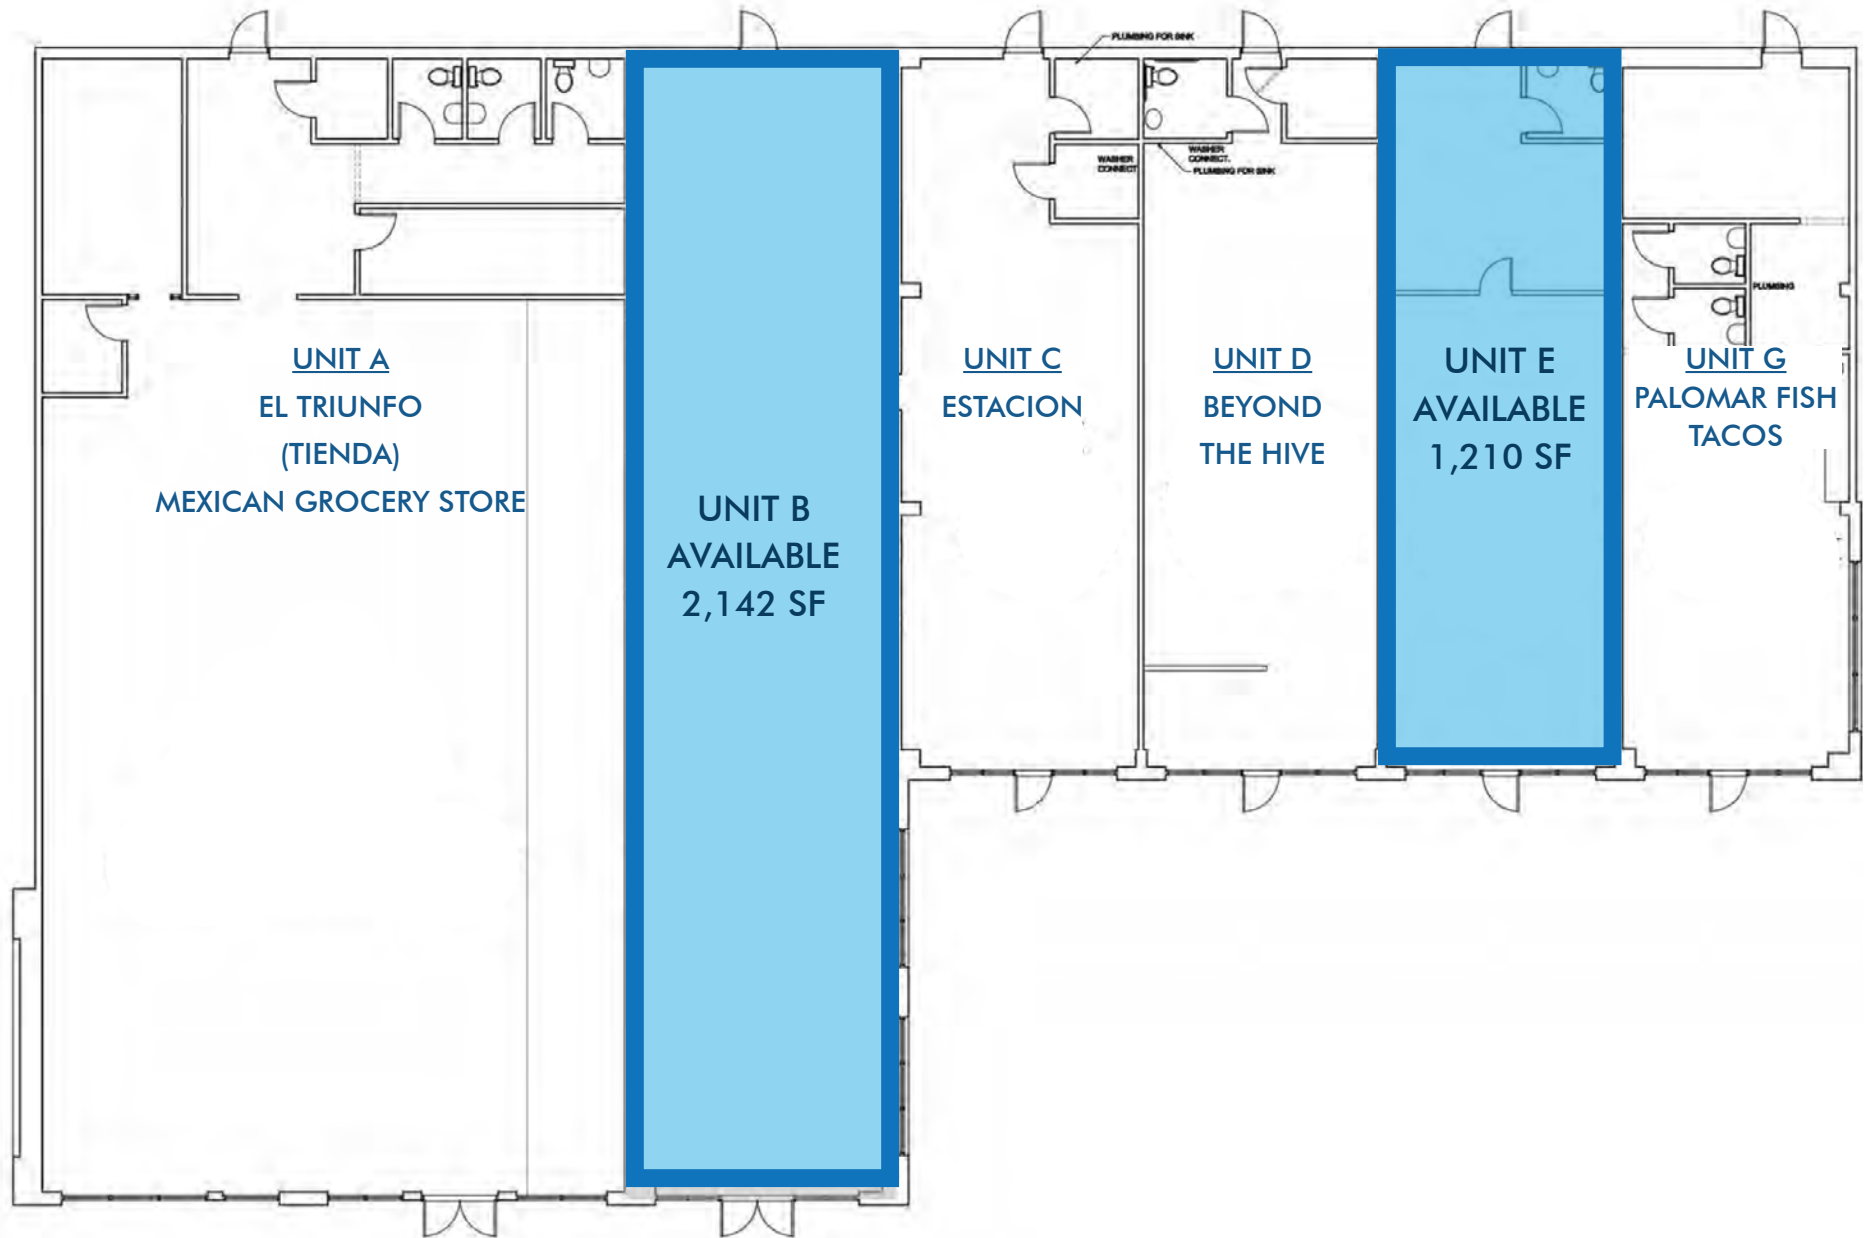 PLUMBING FOR SINK
WASHER
CONNECT
WASHER
CONNECT.
PLUMBING FOR SINK
PLUMBING
UNIT A
EL TRIUNFO
(TIENDA)
MEXICAN GROCERY STORE
UNIT B
AVAILABLE
2,142 SF
UNIT C
ESTACION
UNIT D
BEYOND
THE HIVE
UNIT E
AVAILABLE
1,210 SF
UNIT G
PALOMAR FISH
TACOS